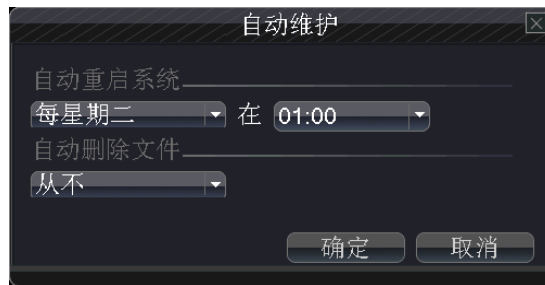 自动维护
自动重启系统
每星期二 在 01:00
自动删除文件
从不
确定 取消